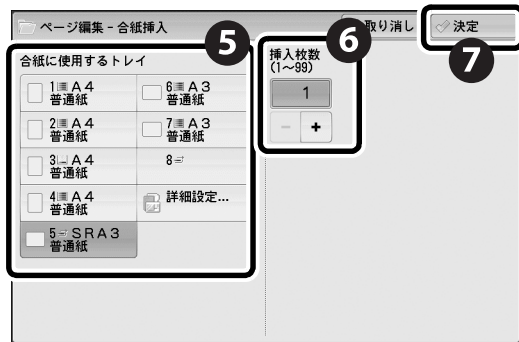 ページ編集 - 合紙挿入
取り消し
決定
5
6
7
合紙に使用するトレイ
挿入枚数
(1〜99)
1 A4
普通紙
6 A3
普通紙
1
2 A4
普通紙
7 A3
普通紙
- +
3 A4
普通紙
8
4 A4
普通紙
詳細設定...
5 SRA3
普通紙